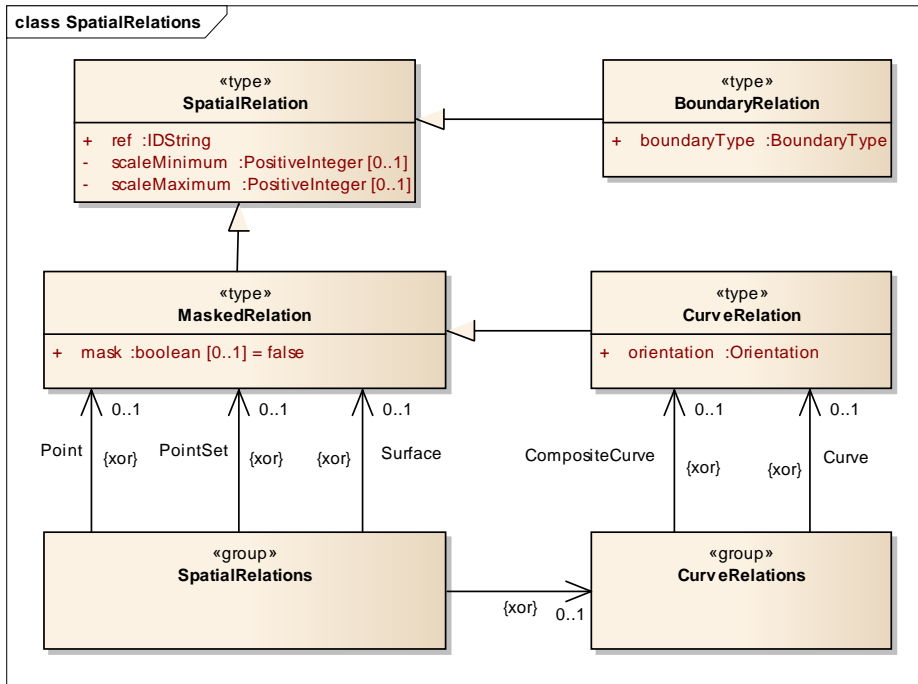 class SpatialRelations
«type»
SpatialRelation
+ ref :IDString
- scaleMinimum :PositiveInteger [0..1]
- scaleMaximum :PositiveInteger [0..1]
«type»
BoundaryRelation
+ boundaryType :BoundaryType
«type»
MaskedRelation
+ mask :boolean [0..1] = false
«type»
CurveRelation
+ orientation :Orientation
0..1
0..1
0..1
0..1
0..1
Point
{xor}
PointSet
{xor}
{xor}
Surface
CompositeCurve
{xor}
{xor}
Curve
«group»
SpatialRelations
«group»
CurveRelations
{xor}
0..1